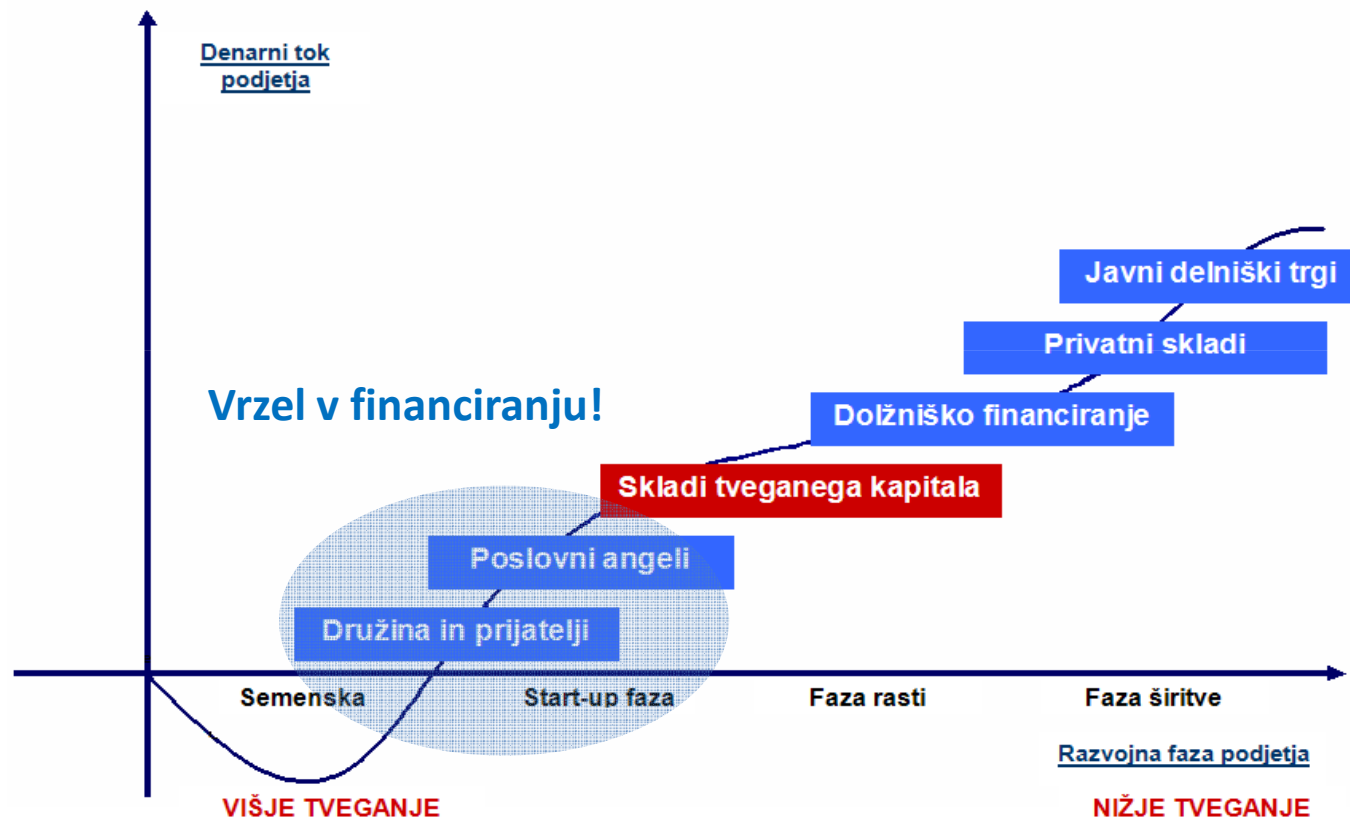 Denarni tok
podjetja
Javni delniški trgi
Privatni skladi
Vrzel v financiranju!
Dolžniško financiranje
Skladi tveganega kapitala
Poslovni angeli
Družina in prijatelji
Semenska
Start-up faza
Faza rasti
Faza širitve
Razvojna faza podjetja
VIŠJE TVEGANJE
NIŽJE TVEGANJE